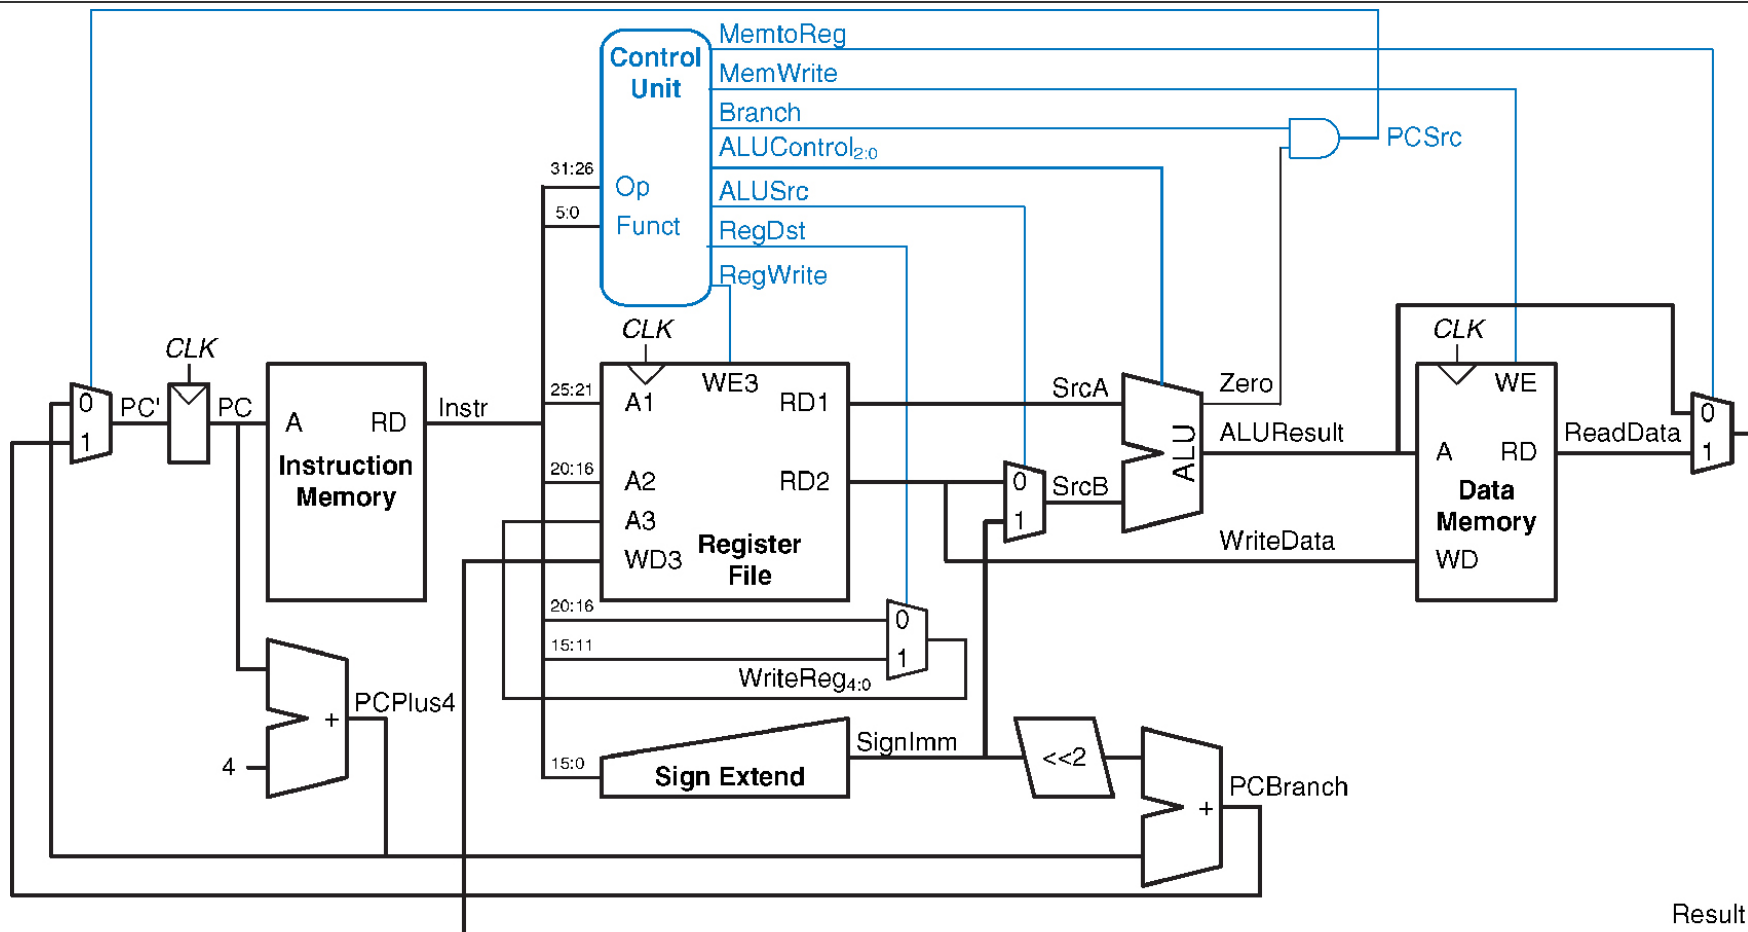 MemtoReg
Control
Unit
MemWrite
Branch
PCSrc
ALUControl2:0
31:26
Op
ALUSrc
5:0
Funct
RegDst
RegWrite
CLK
CLK
CLK
WE3
WE
0
PC'
PC
Instr
25:21
A1
RD1
SrcA
Zero
0
1
A
RD
ALU
ALUResult
ReadData
1
A
RD
Instruction
Memory
20:16
A2
RD2
0
SrcB
Data
Memory
A3
1
Register
File
WD3
WriteData
WD
20:16
0
15:11
1
WriteReg4:0
PCPlus4
+
4
SignImm
<<2
15:0
Sign Extend
PCBranch
+
Result